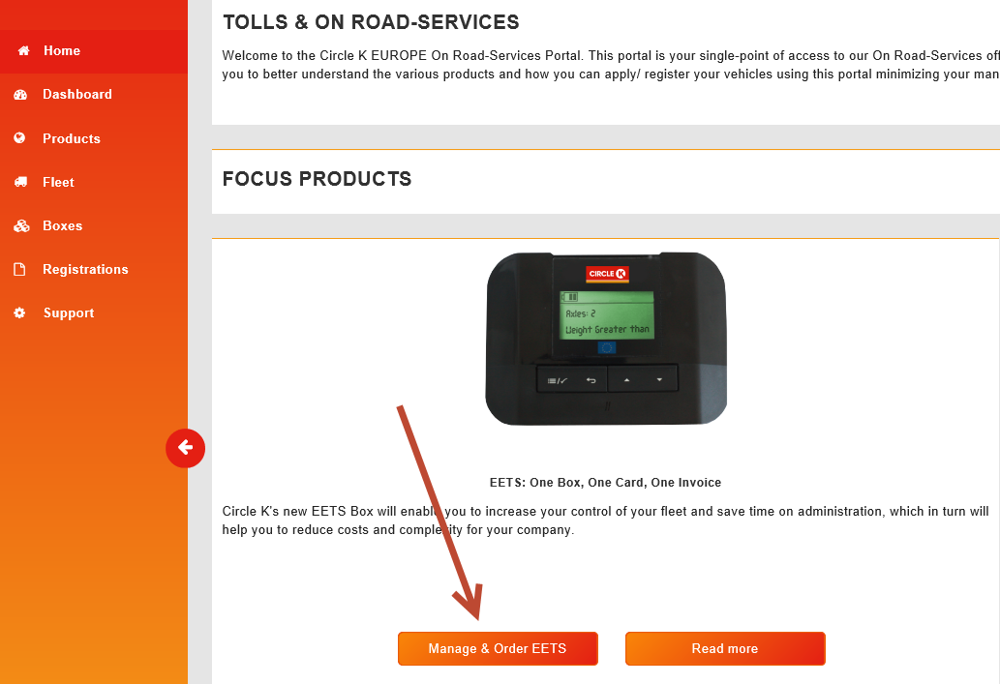 TOLLS & ON ROAD-SERVICES
Welcome to the Circle K EUROPE On Road-Services Portal. This portal is your single-point of access to our On Road-Services
you to better understand the various products and how you can apply/ register your vehicles using this portal minimizing your
Home
Dashboard
Products
Fleet
Boxes
Registrations
Support
FOCUS PRODUCTS
CIRCLE K
Axles: 2
Weight Greater than
EETS: One Box, One Card, One Invoice
Circle K's new EETS Box will enable you to increase your control of your fleet and save time on administration, which in turn will
help you to reduce costs and complexity for your company.
Manage & Order EETS
Read more